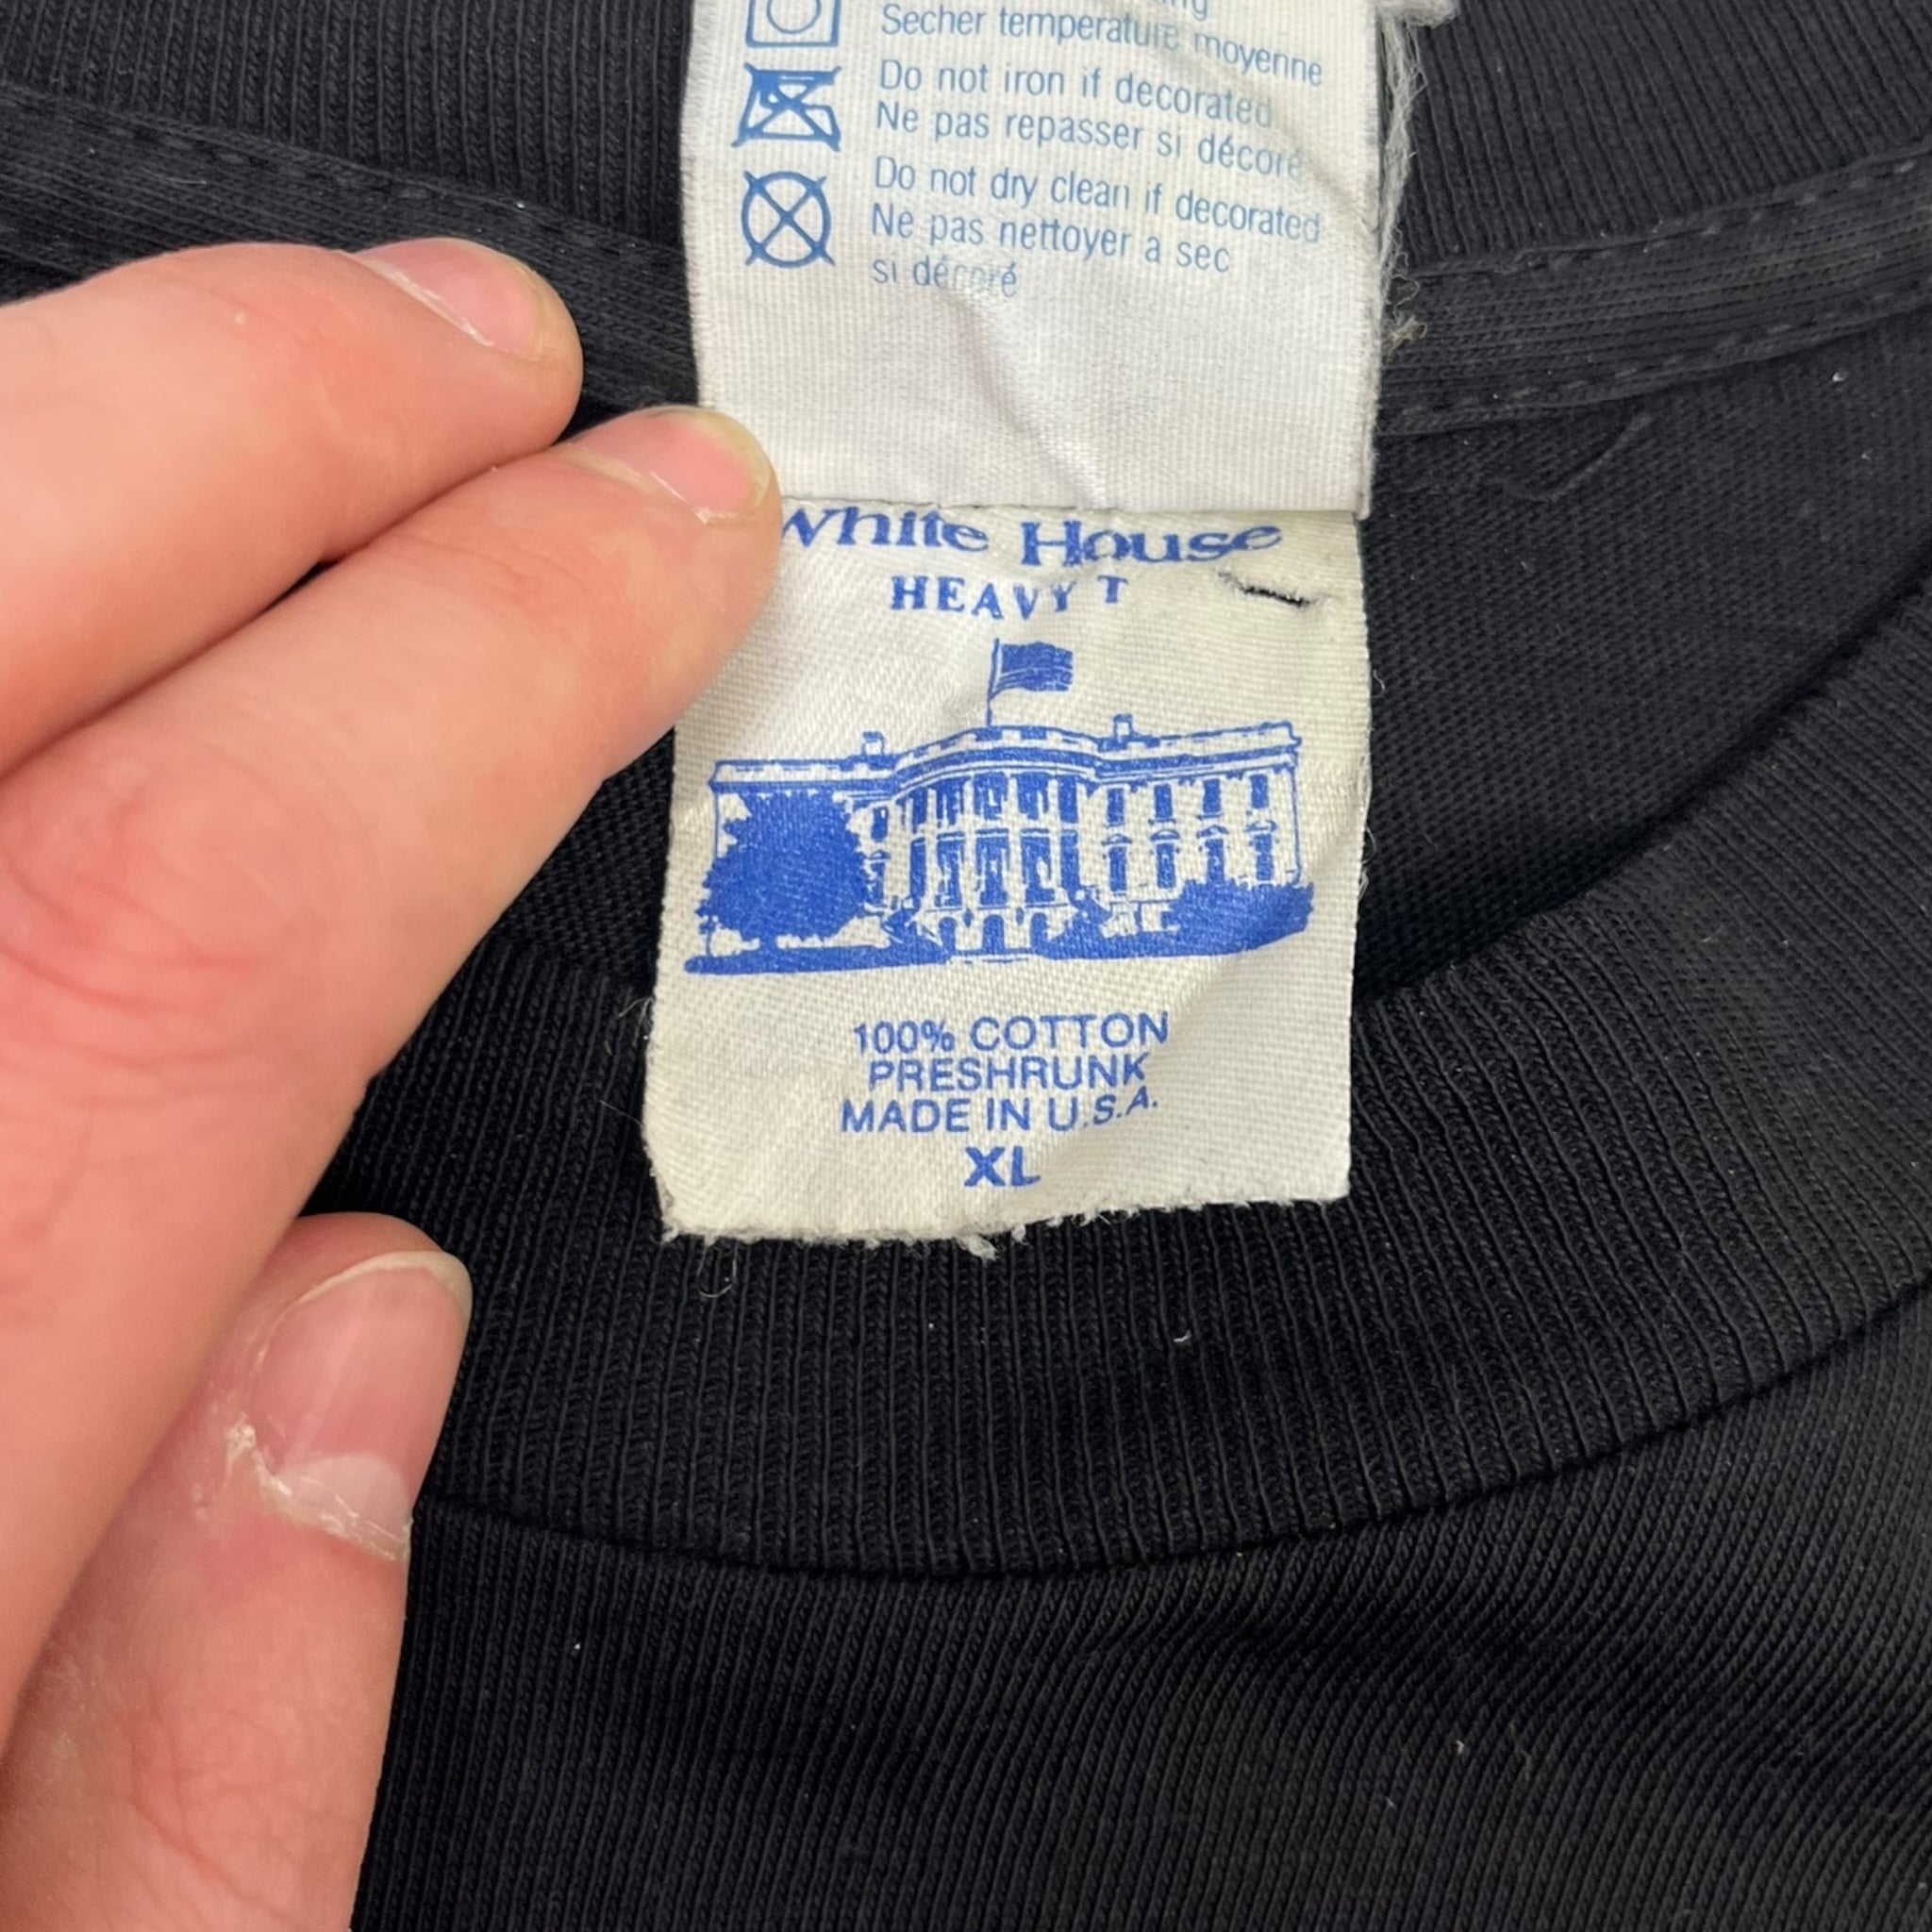 Secher temperature moyenne
Do not iron if decorated
Ne pas repasser si décoré
Do not dry clean if decorated
Ne pas nettoyer a sec
si décoré
White House
HEAVY T
100% COTTON
PRESHRUNK
MADE IN U.S.A.
XL